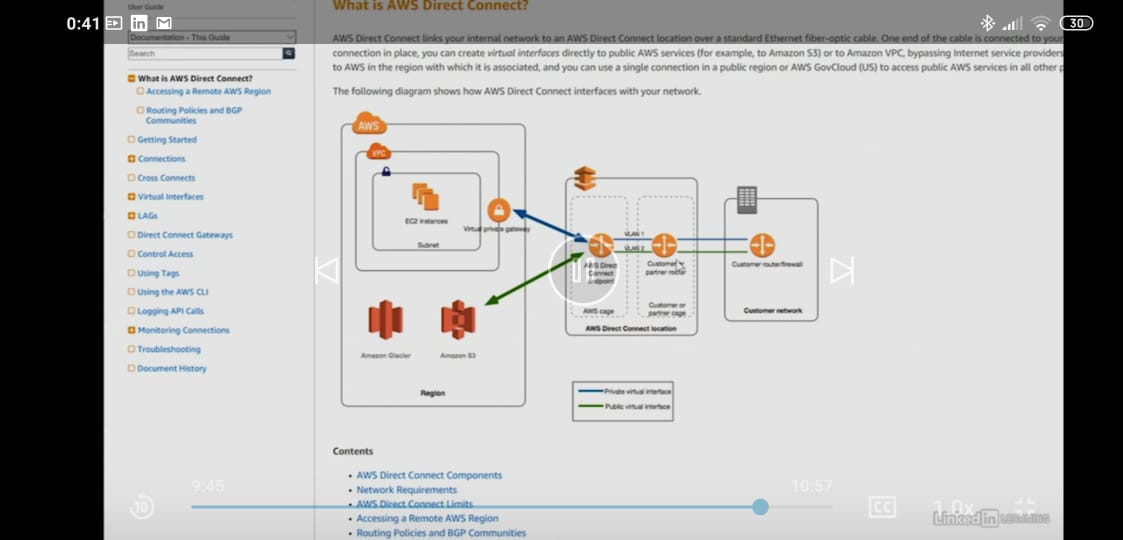 User Guide
What is AWS Direct Connect?
0:41
30
Documentation - This Guide
Search
AWS Direct Connect links your internal network to an AWS Direct Connect location over a standard Ethernet fiber-optic cable. One end of the cable is connected to your
connection in place, you can create virtual interfaces directly to public AWS services (for example, to Amazon S3) or to Amazon VPC, bypassing Internet service providers
to AWS in the region with which it is associated, and you can use a single connection in a public region or AWS GovCloud (US) to access public AWS services in all other p
The following diagram shows how AWS Direct Connect interfaces with your network.
What is AWS Direct Connect?
Accessing a Remote AWS Region
Routing Policies and BGP
Communities
Getting Started
Connections
Cross Connects
Virtual Interfaces
LAGs
Direct Connect Gateways
Control Access
Using Tags
Using the AWS CLI
Logging API Calls
Monitoring Connections
Troubleshooting
Document History
AWS
VPC
EC2 instances
Virtual private gateway
Subnet
Amazon Glacier
Amazon S3
Region
VLAN 1
VLAN 2
AWS Direct
Connect
endpoint
Customer
partner router
AWS cage
Customer or
partner cage
AWS Direct Connect location
Customer router/firewall
Customer network
Private virtual interface
Public virtual interface
Contents
AWS Direct Connect Components
Network Requirements
AWS Direct Connect Limits
Accessing a Remote AWS Region
Routing Policies and BGP Communities
9:45
10:57
10
CC
1.0x
LinkedIn LEARNING